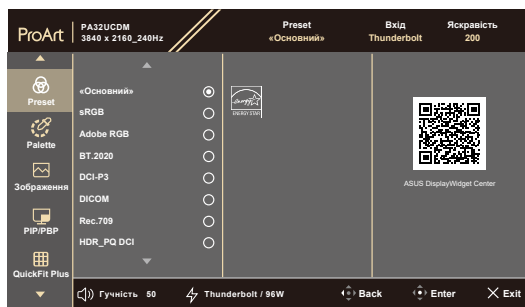 ProArt
PA32UCDM
3840 x 2160_240Hz
Preset
«Основний»
Вхід
Thunderbolt
Яскравість
200
Preset
Palette
Зображення
PIP/PBP
QuickFit Plus
«Основний»
sRGB
Adobe RGB
BT.2020
DCI-P3
DICOM
Rec.709
HDR_PQ DCI
energy
ENERGY STAR
ASUS DisplayWidget Center
Гучність 50
Thunderbolt / 96W
Back
Enter
Exit